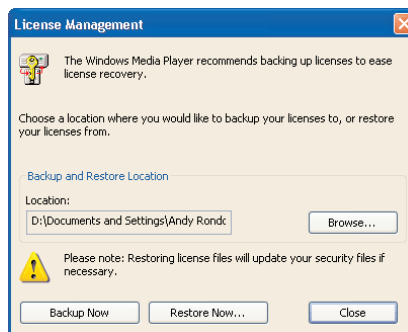 License Management
The Windows Media Player recommends backing up licenses to ease
license recovery.
Choose a location where you would like to backup your licenses to, or restore
your licenses from.
Backup and Restore Location
Location:
D:\Documents and Settings\Andy Rondo
Browse...
Please note: Restoring license files will update your security files if
necessary.
Backup Now
Restore Now...
Close